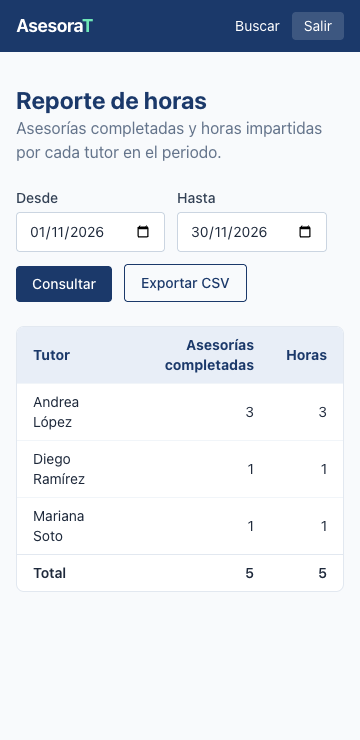 AsesoraT
Buscar
Salir
Reporte de horas
Asesorías completadas y horas impartidas
por cada tutor en el periodo.
Desde
Hasta
01/11/2026
30/11/2026
Consultar
Exportar CSV
Tutor
Asesorías
completadas
Horas
Andrea
López
3
3
Diego
Ramírez
1
1
Mariana
Soto
1
1
Total
5
5